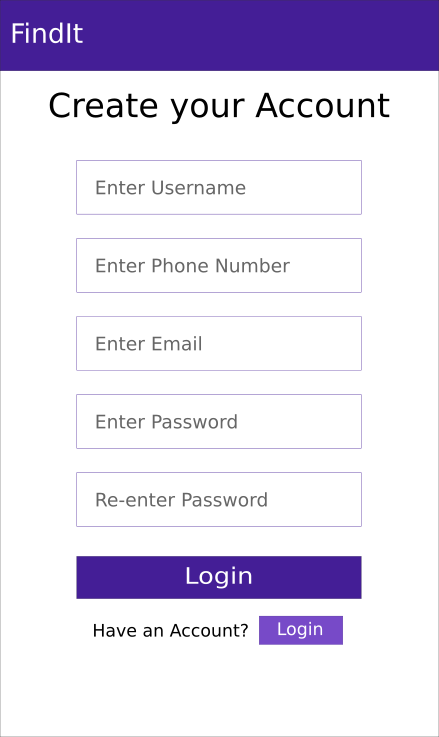 FindIt
Create your Account
Enter Username
Enter Phone Number
Enter Email
Enter Password
Re-enter Password
Login
Have an Account? Login